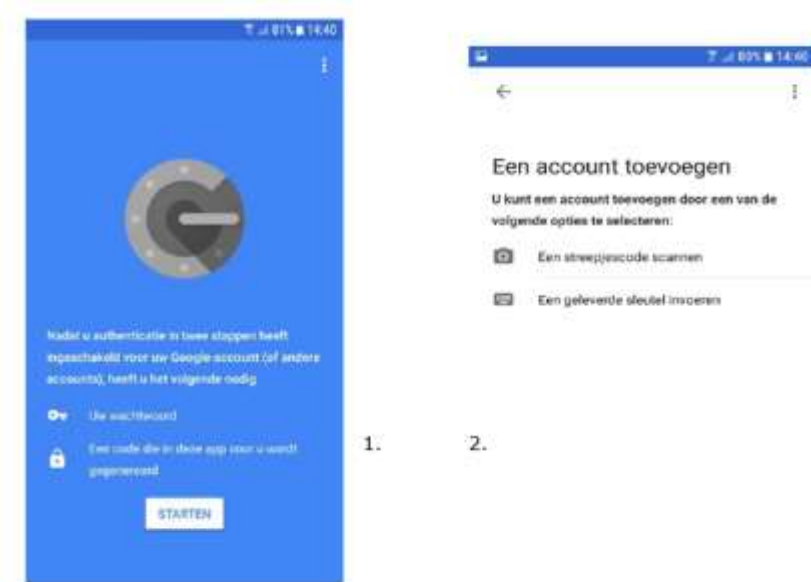 81% 14:40
Nadat u authenticatie in twee stappen heeft
ingeschakeld voor uw Google-account (of andere
accounts), heeft u het volgende nodig
Uw wachtwoord
Een code die in deze app voor u wordt
gegenereerd
STARTEN
1.
80% 14:40
Een account toevoegen
U kunt een account toevoegen door een van de
volgende opties te selecteren:
Een streepjescode scannen
Een geleverde sleutel invoeren
2.